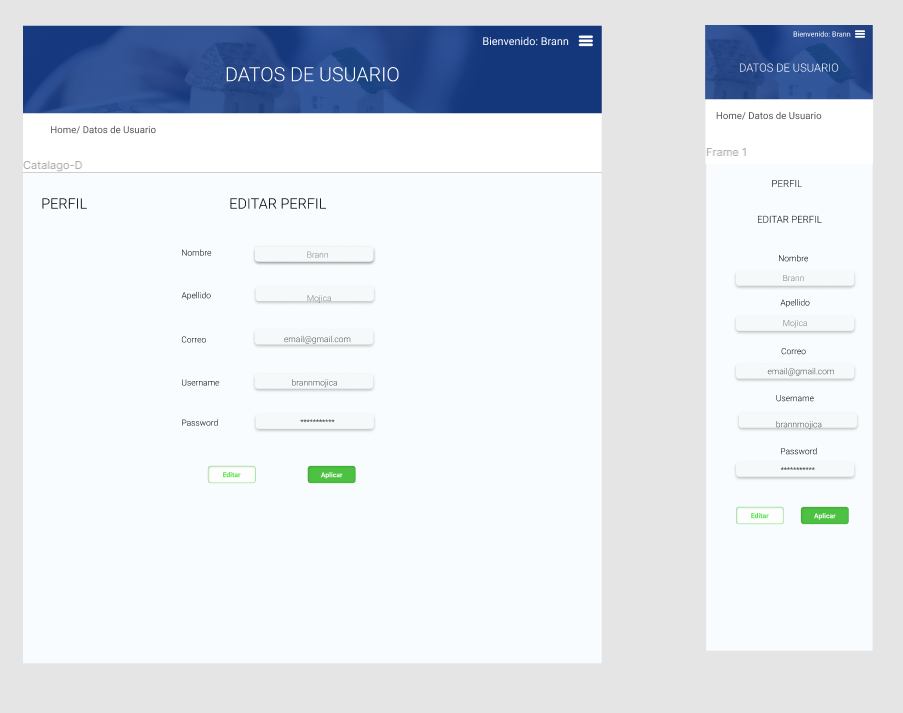 Bienvenido: Brann
DATOS DE USUARIO
Home/ Datos de Usuario
Catalago-D
PERFIL
EDITAR PERFIL
Nombre
Brann
Apellido
Mojica
Correo
email@gmail.com
Username
brannmojica
Password
***********
Editar
Aplicar
Bienvenido: Brann
DATOS DE USUARIO
Home/ Datos de Usuario
Frame 1
PERFIL
EDITAR PERFIL
Nombre
Brann
Apellido
Mojica
Correo
email@gmail.com
Username
brannmojica
Password
***********
Editar
Aplicar